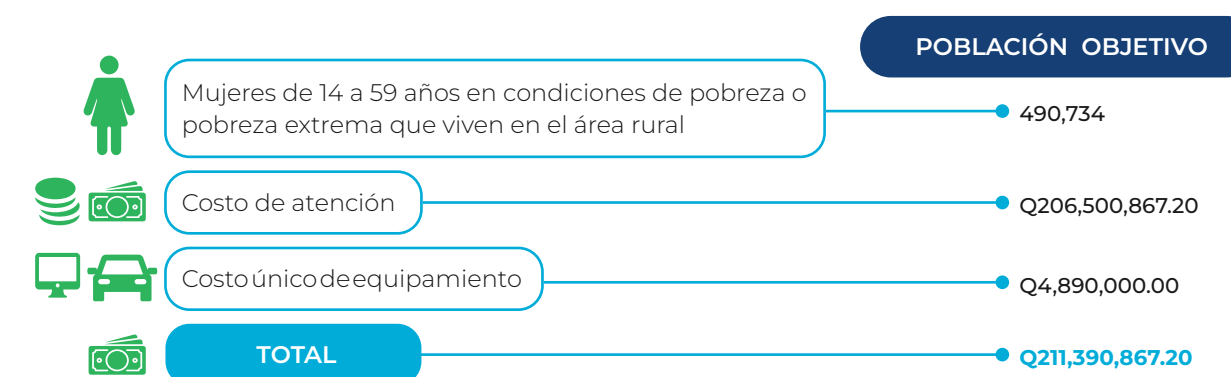 POBLACIÓN OBJETIVO
Mujeres de 14 a 59 años en condiciones de pobreza o
pobreza extrema que viven en el área rural
490,734
Costo de atención
Q206,500,867.20
Costo único de equipamiento
Q4,890,000.00
TOTAL
Q211,390,867.20